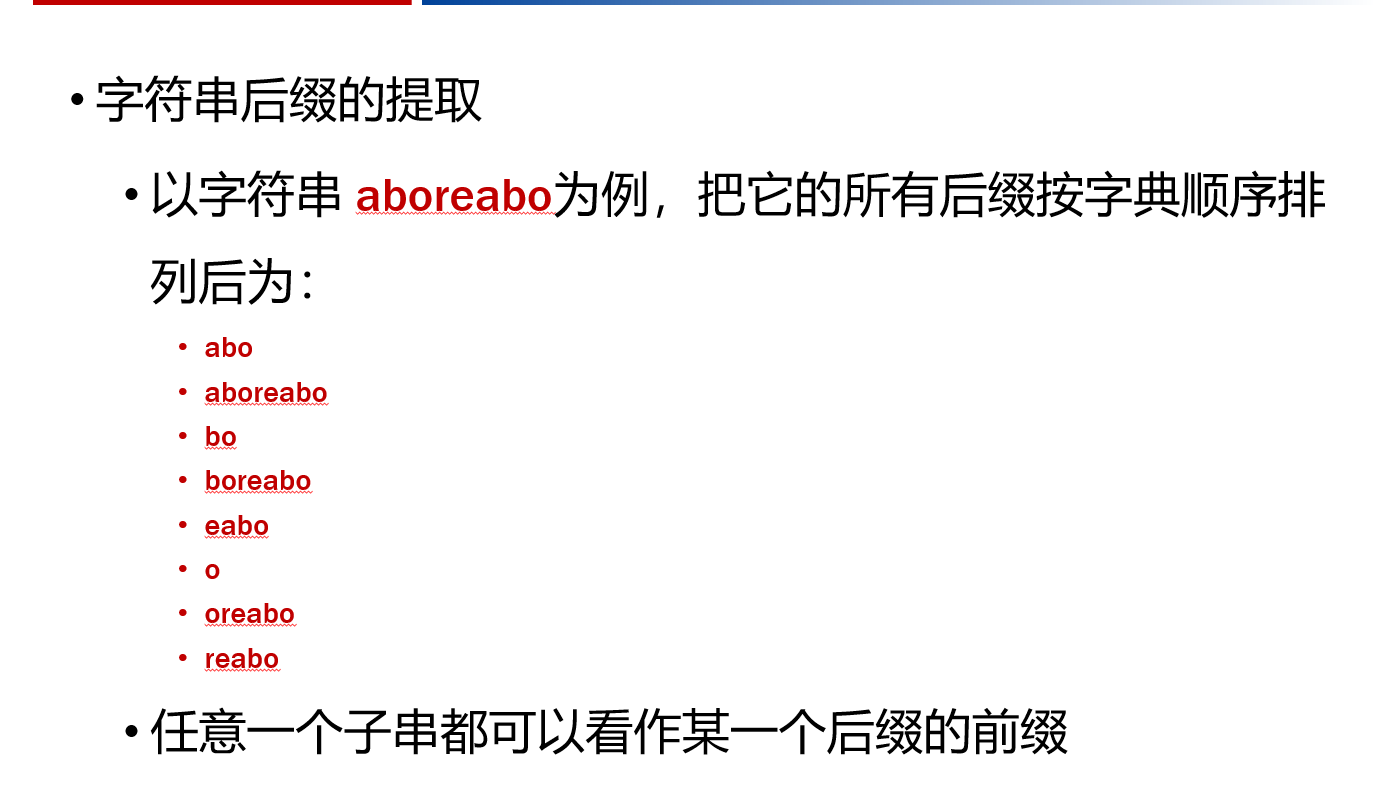 • 字符串后缀的提取
• 以字符串 aboreabo为例，把它的所有后缀按字典顺序排
列后为：
• abo
• aboreabo
• bo
• boreabo
• eabo
• o
• oreabo
• reabo
• 任意一个子串都可以看作某一个后缀的前缀